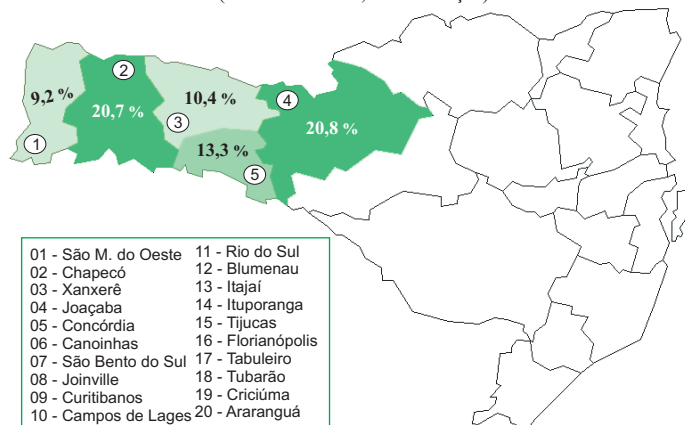 2
9,2 %
20,7 %
10,4 %
4
20,8 %
3
1
13,3 %
5
01 - São M. do Oeste
02 - Chapecó
03 - Xanxerê
04 - Joaçaba
05 - Concórdia
06 - Canoinhas
07 - São Bento do Sul
08 - Joinville
09 - Curitibanos
10 - Campos de Lages
11 - Rio do Sul
12 - Blumenau
13 - Itajaí
14 - Ituporanga
15 - Tijucas
16 - Florianópolis
17 - Tabuleiro
18 - Tubarão
19 - Criciúma
20 - Araranguá